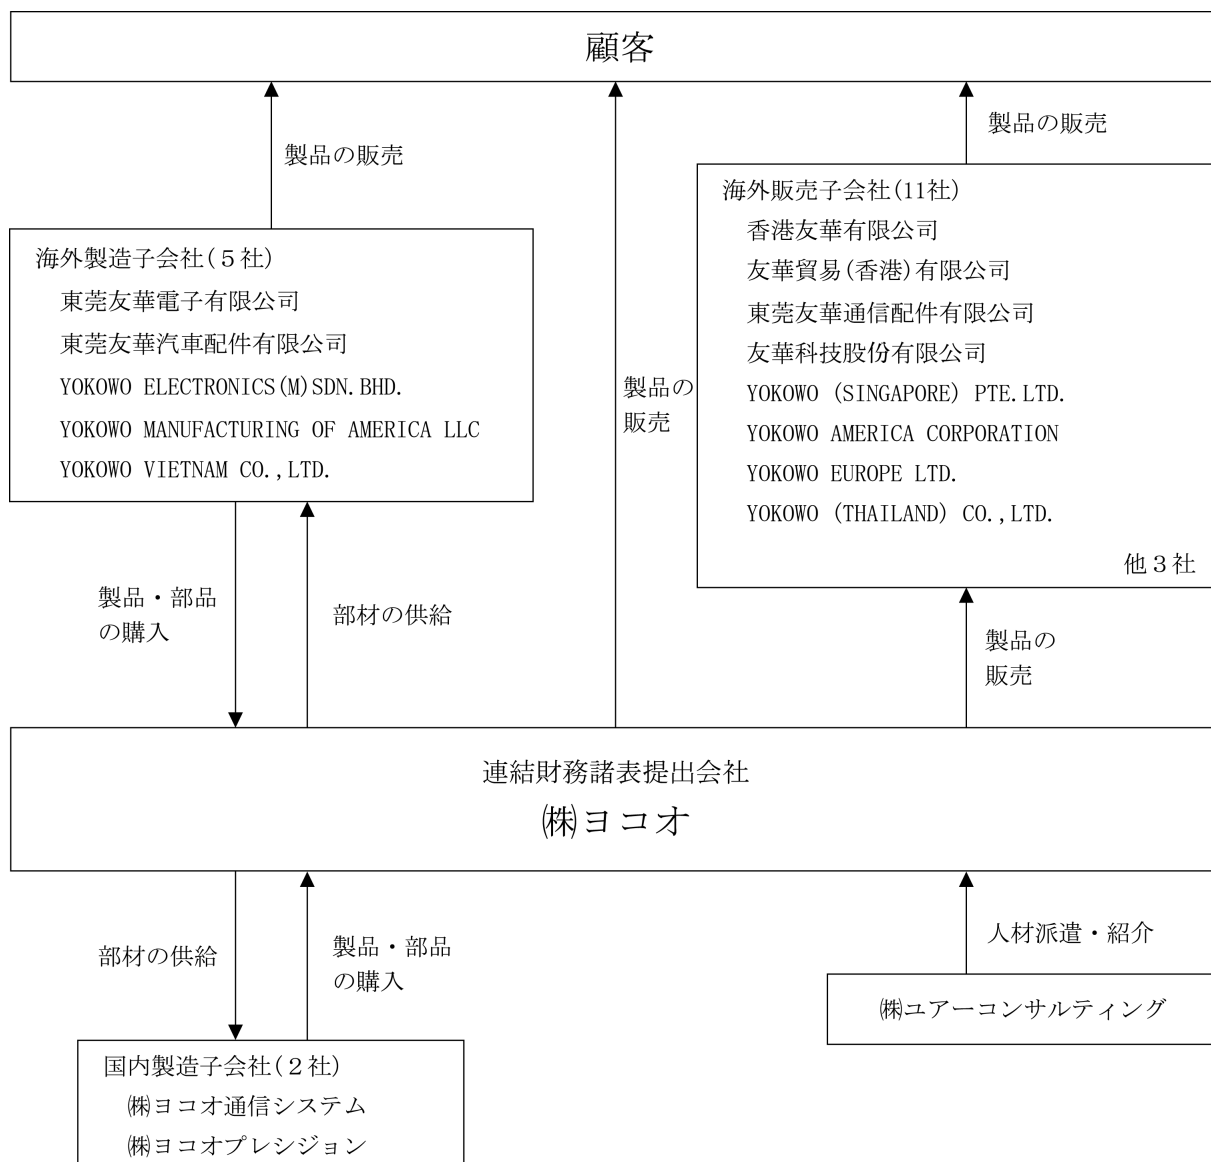 顧客
製品の販売
製品の販売
海外製造子会社(５社)
東莞友華電子有限公司
東莞友華汽車配件有限公司
YOKOWO ELECTRONICS(M)SDN.BHD.
YOKOWO MANUFACTURING OF AMERICA LLC
YOKOWO VIETNAM CO.,LTD.
製品の
販売
海外販売子会社(11社)
香港友華有限公司
友華貿易(香港)有限公司
東莞友華通信配件有限公司
友華科技股份有限公司
YOKOWO (SINGAPORE) PTE.LTD.
YOKOWO AMERICA CORPORATION
YOKOWO EUROPE LTD.
YOKOWO (THAILAND) CO.,LTD.
他３社
製品・部品
の購入
部材の供給
製品の
販売
連結財務諸表提出会社
㈱ヨコオ
部材の供給
製品・部品
の購入
人材派遣・紹介
㈱ユアーコンサルティング
国内製造子会社(２社)
㈱ヨコオ通信システム
㈱ヨコオプレシジョン